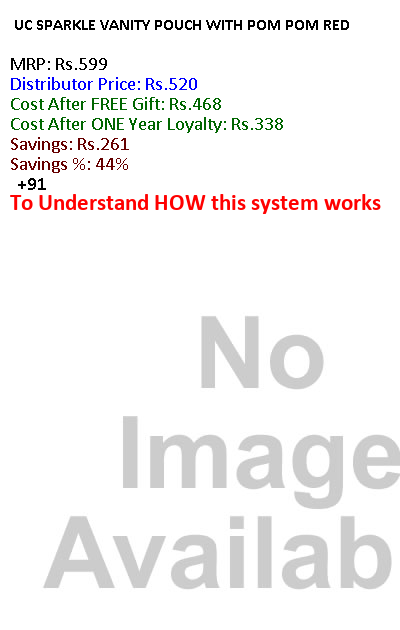 UC SPARKLE VANITY POUCH WITH POM POM RED
MRP: Rs.599
Distributor Price: Rs.520
Cost After FREE Gift: Rs.468
Cost After ONE Year Loyalty: Rs.338
Savings: Rs.261
Savings %: 44%
+91
To Understand HOW this system works
No
Image
Availab